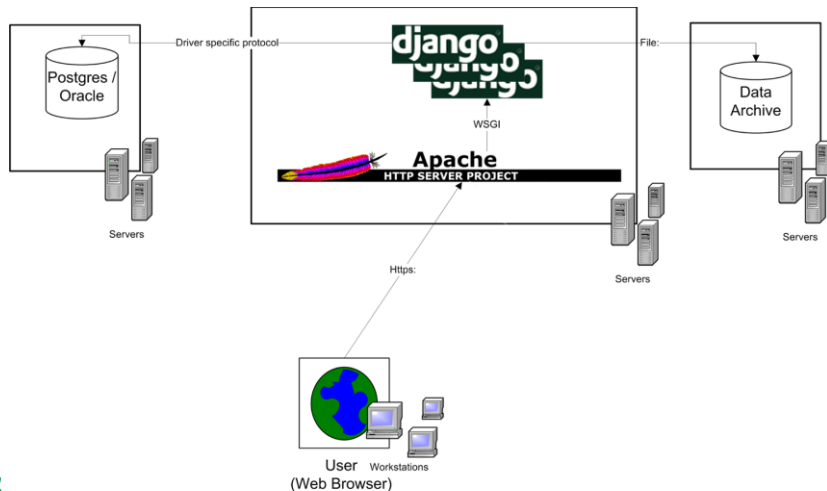 Driver specific protocol
django
django
django
File:
Postgres /
Oracle
Data
Archive
WSGI
Apache
HTTP SERVER PROJECT
Servers
Servers
Servers
Https:
User
(Web Browser)
Workstations